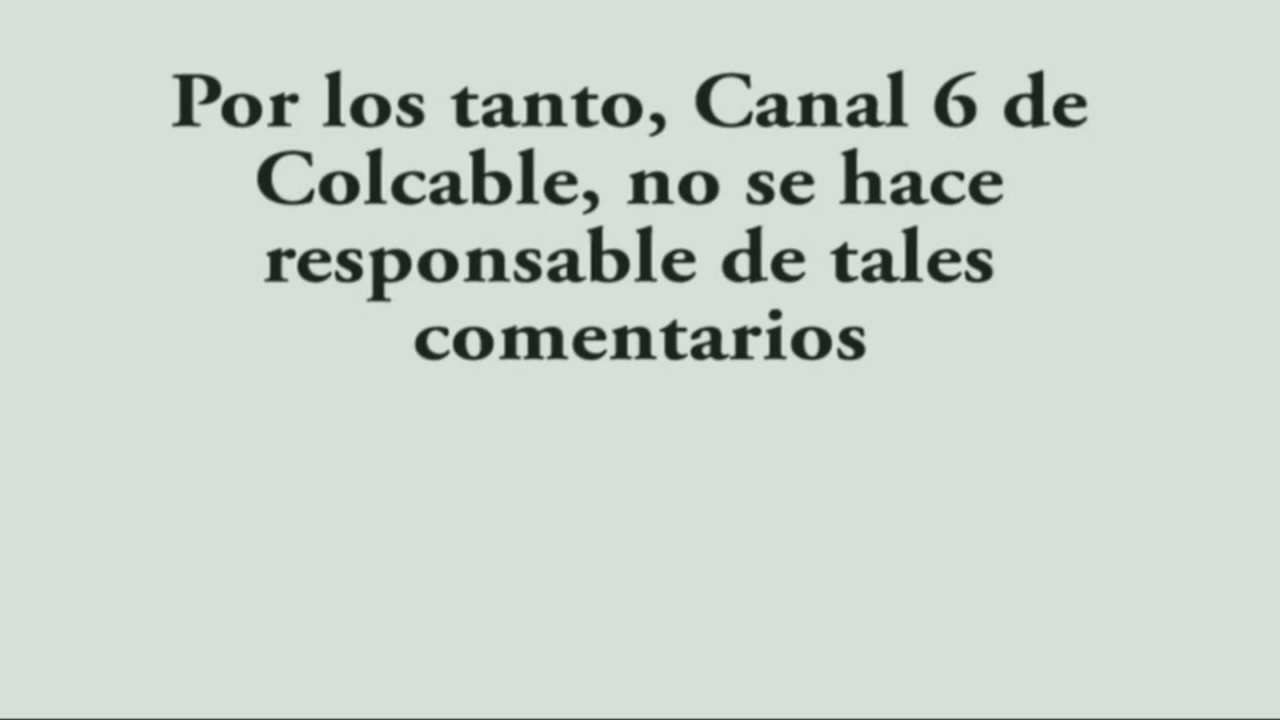 Por los tanto, Canal 6 de
Colcable, no se hace
responsable de tales
comentarios